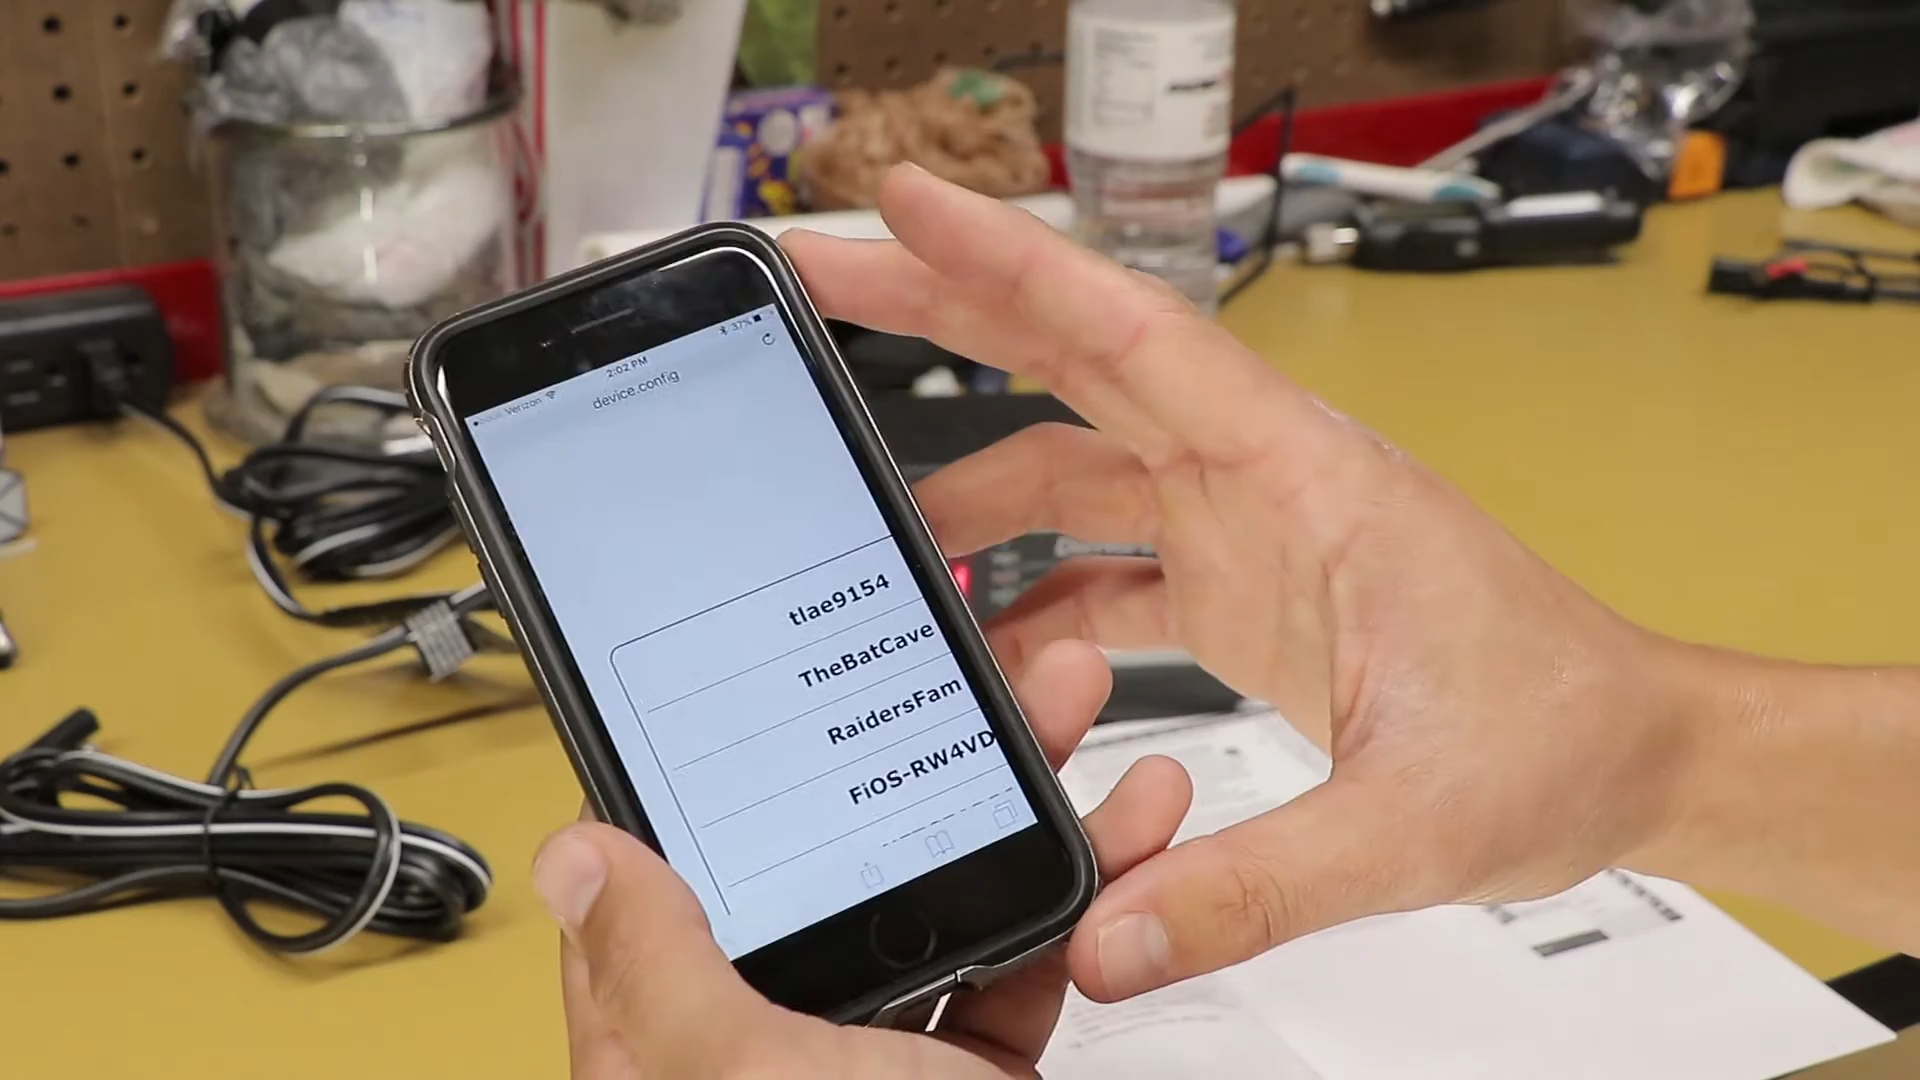 Verizon
2:02 PM
37%
device.config
tlae9154
TheBatCave
RaidersFam
FiOS-RW4VD